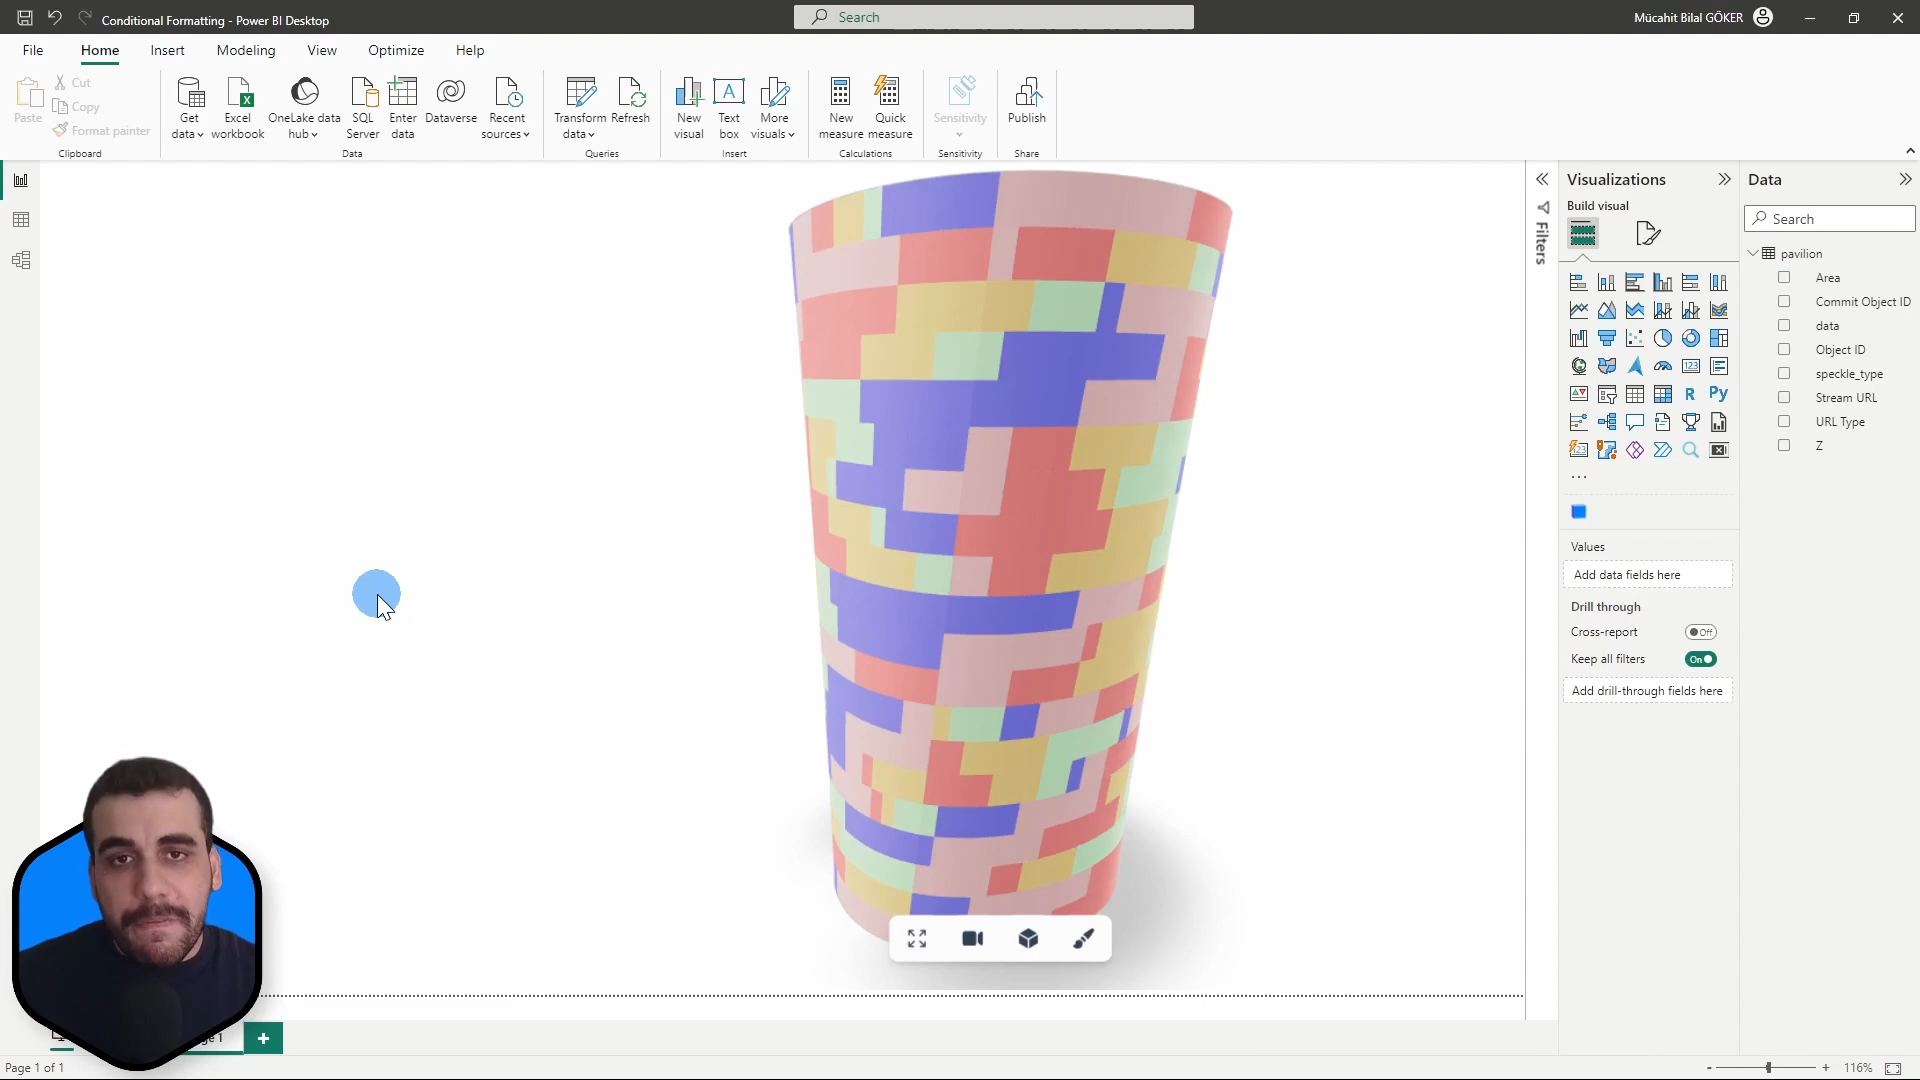 Conditional Formatting - Power BI Desktop
Search
Mücahit Bilal GÖKER
File
Home
Insert
Modeling
View
Optimize
Help
Paste
Cut
Copy
Format painter
Clipboard
Get data
Excel workbook
OneLake data hub
SQL Server
Enter data
Dataverse
Recent sources
Data
Transform data
Refresh
Queries
New visual
Text box
More visuals
Insert
New measure
Quick measure
Calculations
Sensitivity
Sensitivity
Publish
Share
Filters
Visualizations
Build visual
R
Py
123
...
Values
Add data fields here
Drill through
Cross-report
Off
Keep all filters
On
Add drill-through fields here
Data
Search
pavilion
Area
Commit Object ID
data
Object ID
speckle_type
Stream URL
URL Type
Z
Page 1 of 1
- +
116%